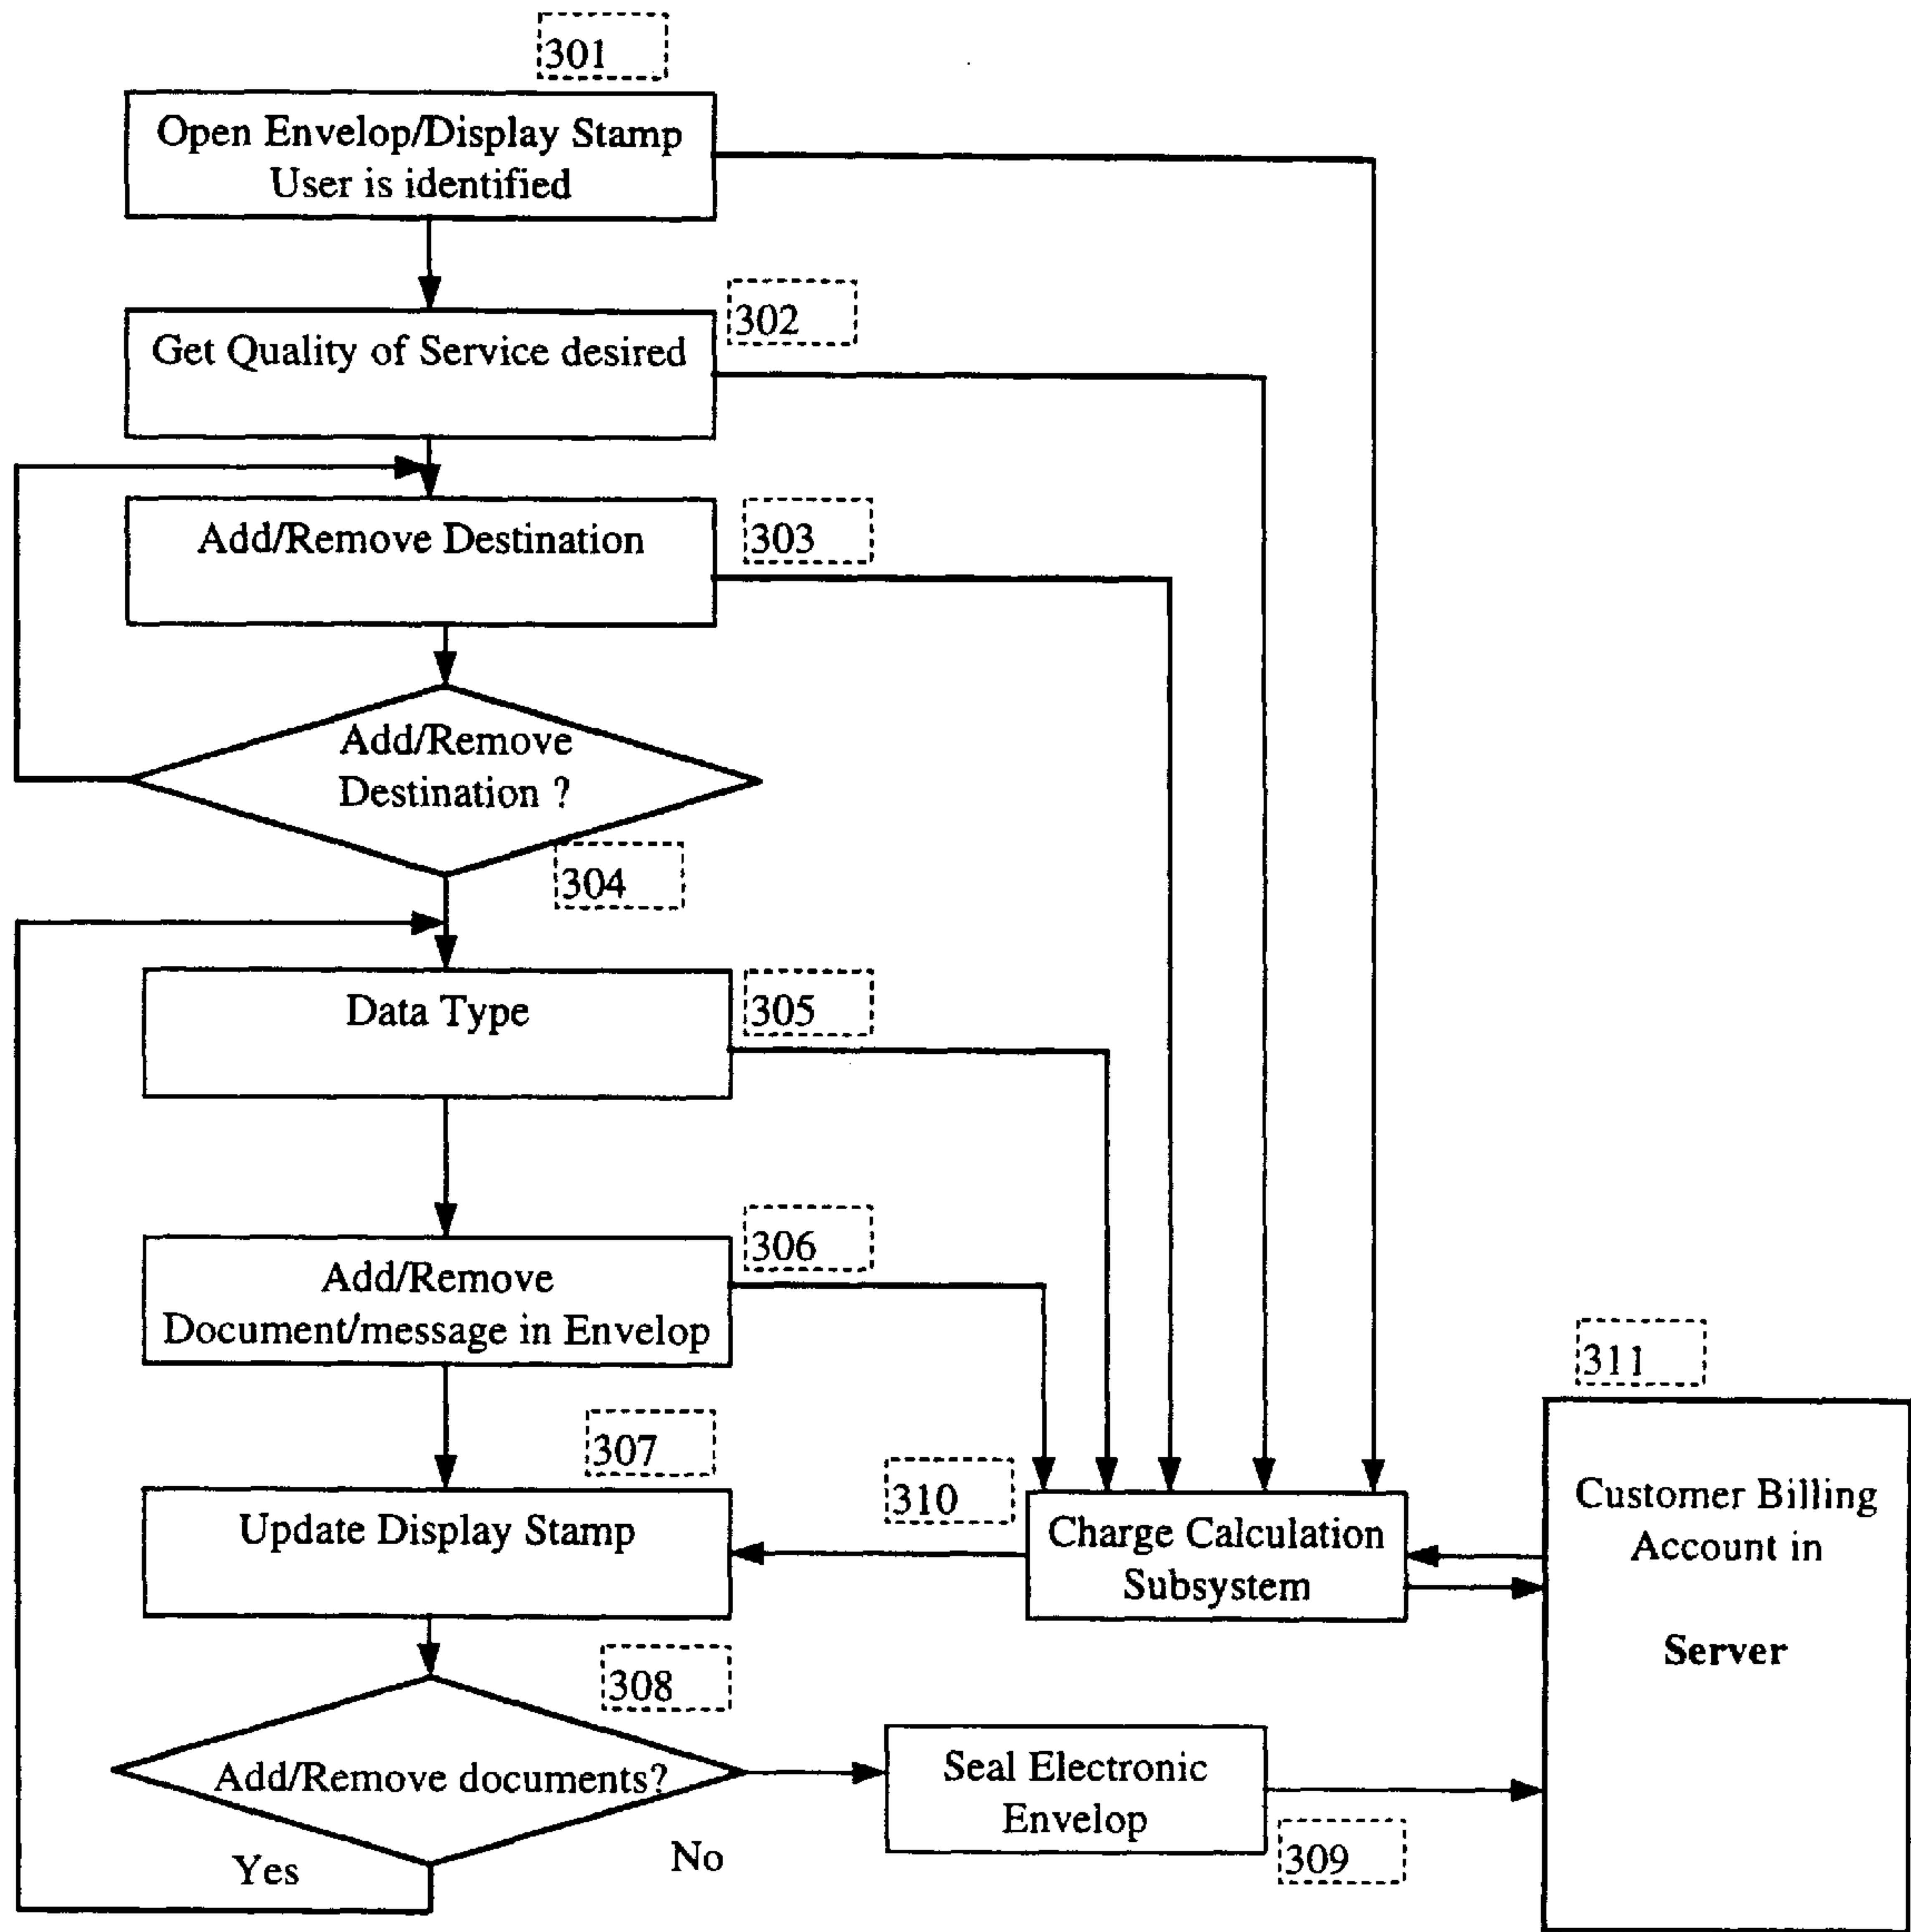 301
Open Envelop/Display Stamp
User is identified
302
Get Quality of Service desired
303
Add/Remove Destination
Add/Remove
Destination ?
304
305
Data Type
306
Add/Remove
Document/message in Envelop
307
Update Display Stamp
310
Charge Calculation
Subsystem
311
Customer Billing
Account in
Server
308
Add/Remove documents?
Yes
No
Seal Electronic
Envelop
309